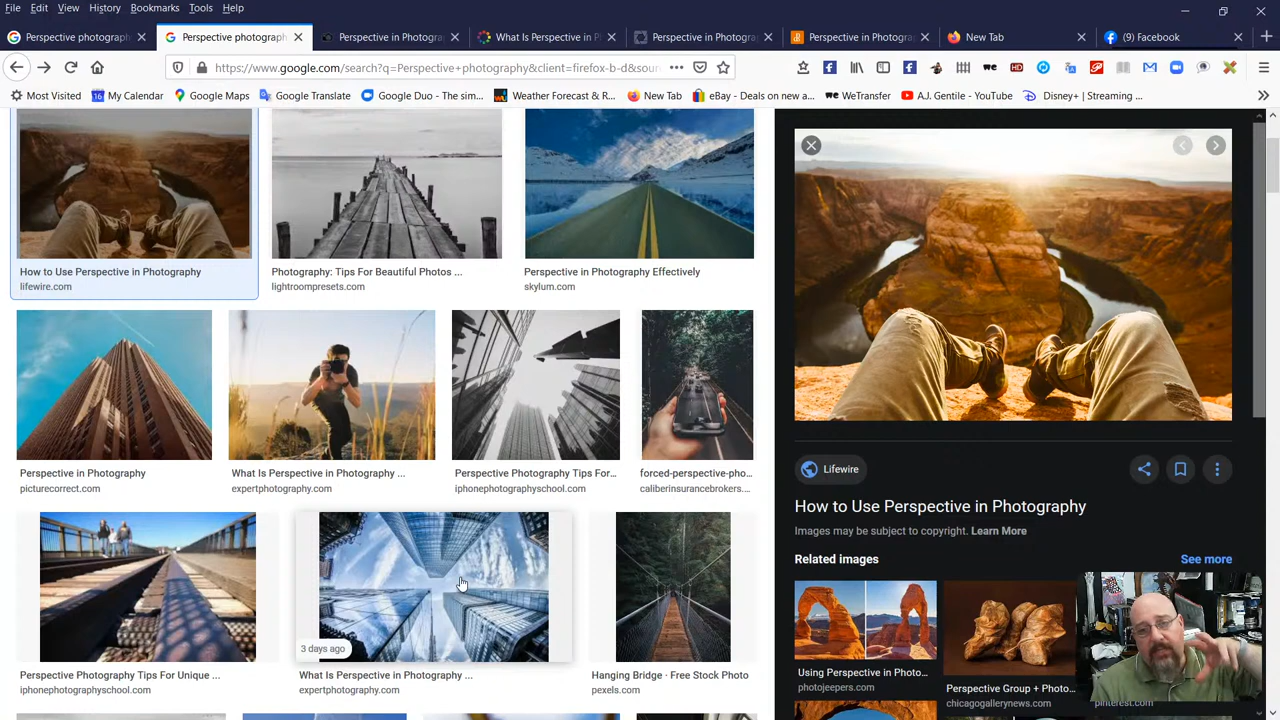 File Edit View History Bookmarks Tools Help
Perspective photograph Perspective photograph Perspective in Photogra What Is Perspective in P Perspective in Photogra Perspective in Photogra New Tab (9) Facebook
https://www.google.com/search?q=Perspective+photography&client=firefox-b-d&sour
Most Visited 16 My Calendar Google Maps Google Translate Google Duo - The sim... Weather Forecast & R... New Tab eBay - Deals on new a... WeTransfer A.J. Gentile - YouTube Disney+ | Streaming ...
How to Use Perspective in Photography
lifewire.com
Photography: Tips For Beautiful Photos ...
lightroompresets.com
Perspective in Photography Effectively
skylum.com
Perspective in Photography
picturecorrect.com
What Is Perspective in Photography ...
expertphotography.com
Perspective Photography Tips For...
iphonephotographyschool.com
forced-perspective-pho...
caliberinsurancebrokers....
Perspective Photography Tips For Unique ...
iphonephotographyschool.com
3 days ago
What Is Perspective in Photography ...
expertphotography.com
Hanging Bridge · Free Stock Photo
pexels.com
Lifewire
How to Use Perspective in Photography
Images may be subject to copyright. Learn More
Related images See more
Using Perspective in Photo...
photojeepers.com
Perspective Group + Photo...
chicagogallerynews.com
pinterest.com